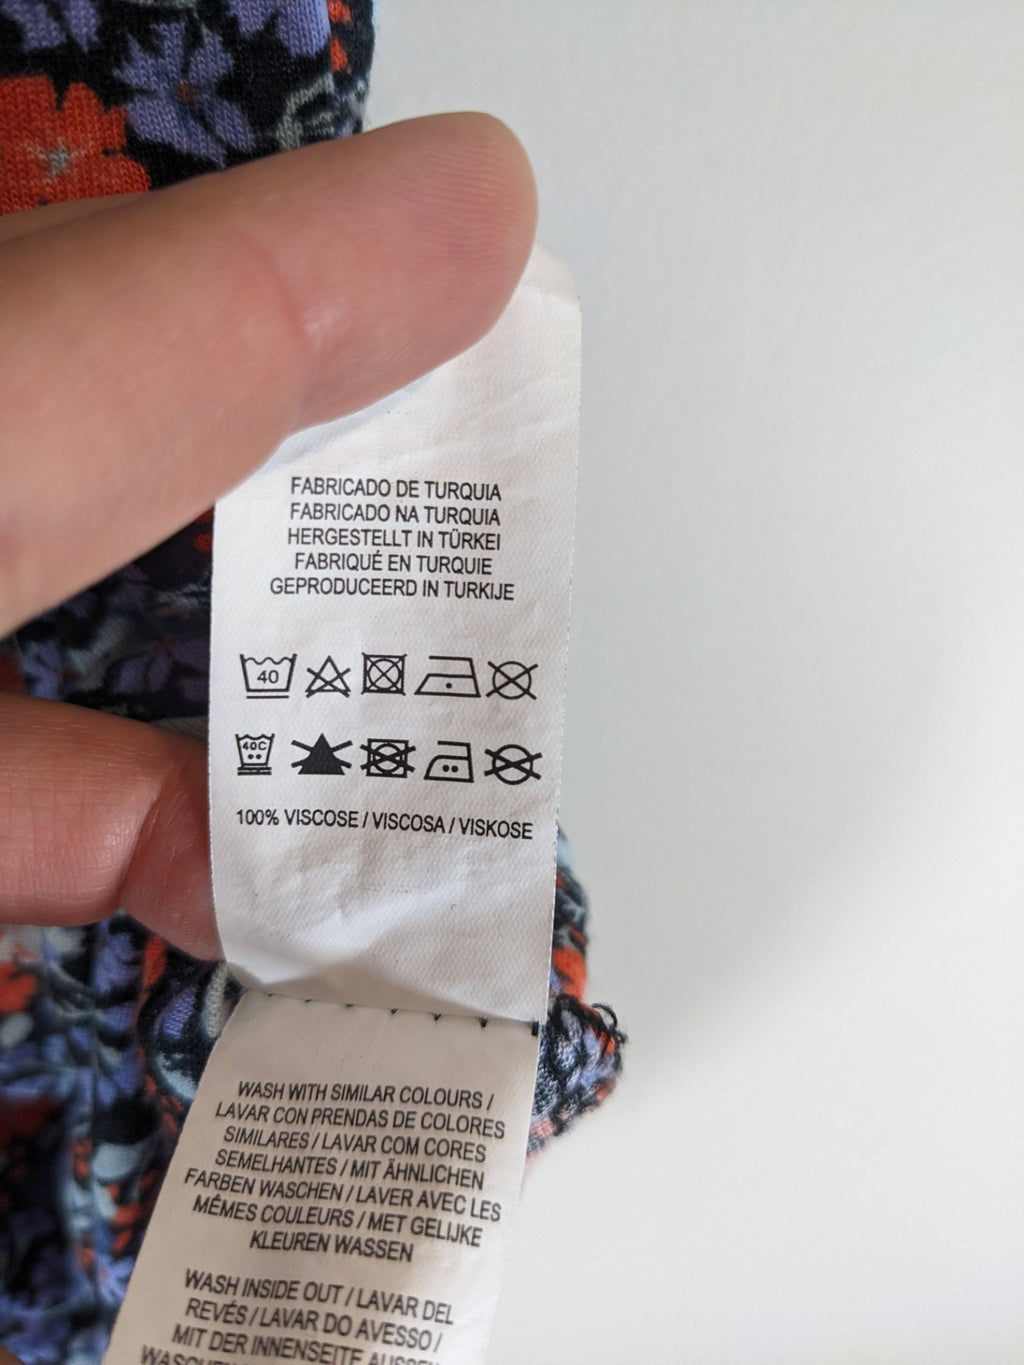 FABRICADO DE TURQUIA
FABRICADO NA TURQUIA
HERGESTELLT IN TÜRKEI
FABRIQUÉ EN TURQUIE
GEPRODUCEERD IN TURKIJE
40
40C
100% VISCOSE / VISCOSA / VISKOSE
WASH WITH SIMILAR COLOURS /
LAVAR CON PRENDAS DE COLORES
SIMILARES / LAVAR COM CORES
SEMELHANTES / MIT ÄHNLICHEN
FARBEN WASCHEN / LAVER AVEC LES
MÊMES COULEURS / MET GELIJKE
KLEUREN WASSEN
WASH INSIDE OUT / LAVAR DEL
REVÉS / LAVAR DO AVESSO /
MIT DER INNENSEITE